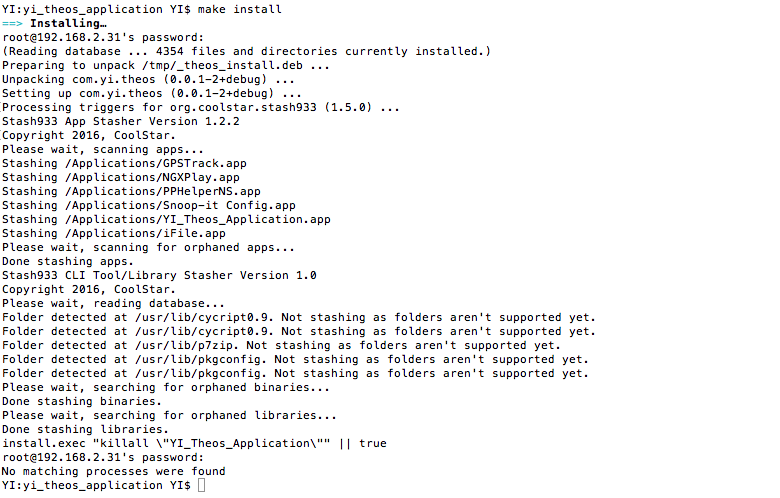 YI:yi_theos_application YI$ make install
==> Installing…
root@192.168.2.31's password:
(Reading database ... 4354 files and directories currently installed.)
Preparing to unpack /tmp/_theos_install.deb ...
Unpacking com.yi.theos (0.0.1-2+debug) ...
Setting up com.yi.theos (0.0.1-2+debug) ...
Processing triggers for org.coolstar.stash933 (1.5.0) ...
Stash933 App Stasher Version 1.2.2
Copyright 2016, CoolStar.
Please wait, scanning apps...
Stashing /Applications/GPSTrack.app
Stashing /Applications/NGXPlay.app
Stashing /Applications/PPHelperNS.app
Stashing /Applications/Snoop-it Config.app
Stashing /Applications/YI_Theos_Application.app
Stashing /Applications/iFile.app
Please wait, scanning for orphaned apps...
Done stashing apps.
Stash933 CLI Tool/Library Stasher Version 1.0
Copyright 2016, CoolStar.
Please wait, reading database...
Folder detected at /usr/lib/cycript0.9. Not stashing as folders aren't supported yet.
Folder detected at /usr/lib/cycript0.9. Not stashing as folders aren't supported yet.
Folder detected at /usr/lib/p7zip. Not stashing as folders aren't supported yet.
Folder detected at /usr/lib/pkgconfig. Not stashing as folders aren't supported yet.
Folder detected at /usr/lib/pkgconfig. Not stashing as folders aren't supported yet.
Please wait, searching for orphaned binaries...
Done stashing binaries.
Please wait, searching for orphaned libraries...
Done stashing libraries.
install.exec "killall \"YI_Theos_Application\"" || true
root@192.168.2.31's password:
No matching processes were found
YI:yi_theos_application YI$